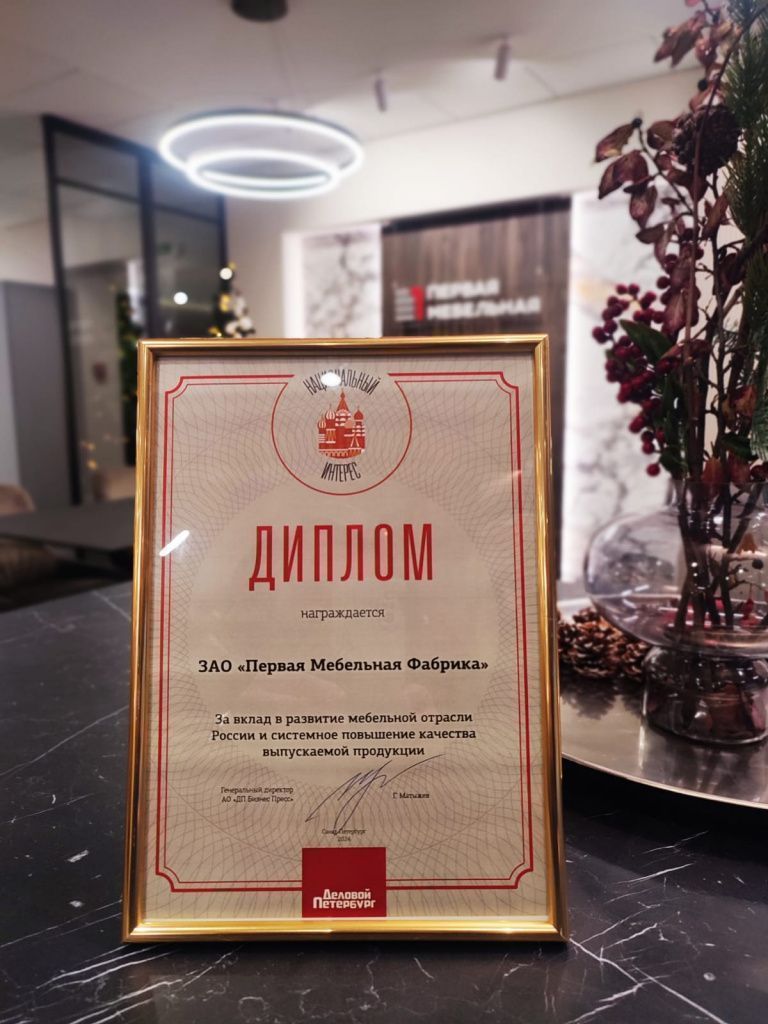 ПЕРВАЯ
МЕБЕЛЬНАЯ
НАЦИОНАЛЬНЫЙ
ИНТЕРЕС
ДИПЛОМ
награждается
ЗАО «Первая Мебельная Фабрика»
За вклад в развитие мебельной отрасли
России и системное повышение качества
выпускаемой продукции
Генеральный директор
АО «ДП Бизнес Пресс»
Г. Матыжев
Санкт-Петербург
2024
Деловой
Петербург